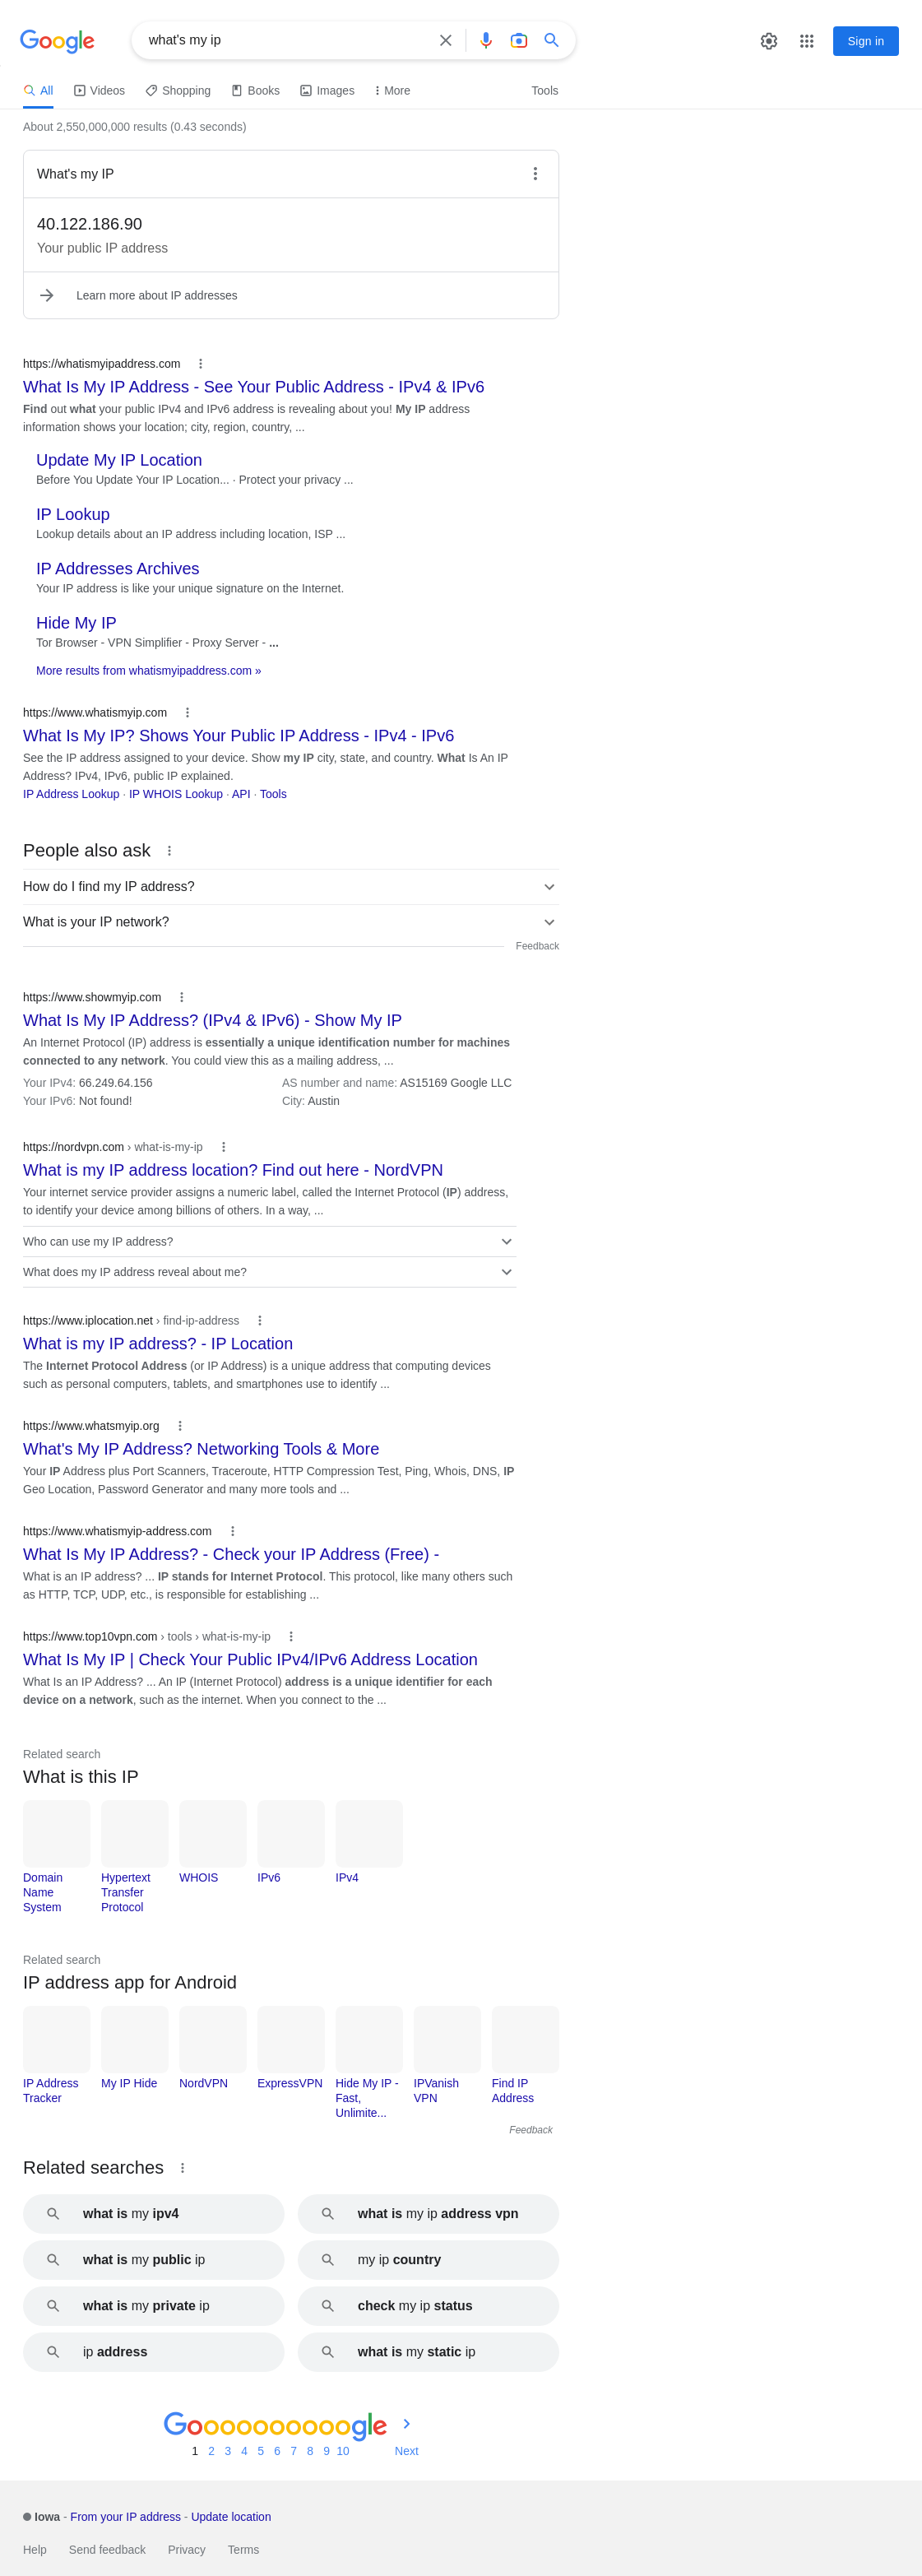 Google
what's my ip
Sign in
All
Videos
Shopping
Books
Images
More
Tools
About 2,550,000,000 results (0.43 seconds)
What's my IP
40.122.186.90
Your public IP address
Learn more about IP addresses
https://whatismyipaddress.com
What Is My IP Address - See Your Public Address - IPv4 & IPv6
Find out what your public IPv4 and IPv6 address is revealing about you! My IP address
information shows your location; city, region, country, ...
Update My IP Location
Before You Update Your IP Location... · Protect your privacy ...
IP Lookup
Lookup details about an IP address including location, ISP ...
IP Addresses Archives
Your IP address is like your unique signature on the Internet.
Hide My IP
Tor Browser - VPN Simplifier - Proxy Server - ...
More results from whatismyipaddress.com »
https://www.whatismyip.com
What Is My IP? Shows Your Public IP Address - IPv4 - IPv6
See the IP address assigned to your device. Show my IP city, state, and country. What Is An IP
Address? IPv4, IPv6, public IP explained.
IP Address Lookup · IP WHOIS Lookup · API · Tools
People also ask
How do I find my IP address?
What is your IP network?
Feedback
https://www.showmyip.com
What Is My IP Address? (IPv4 & IPv6) - Show My IP
An Internet Protocol (IP) address is essentially a unique identification number for machines
connected to any network. You could view this as a mailing address, ...
Your IPv4: 66.249.64.156
AS number and name: AS15169 Google LLC
Your IPv6: Not found!
City: Austin
https://nordvpn.com › what-is-my-ip
What is my IP address location? Find out here - NordVPN
Your internet service provider assigns a numeric label, called the Internet Protocol (IP) address,
to identify your device among billions of others. In a way, ...
Who can use my IP address?
What does my IP address reveal about me?
https://www.iplocation.net › find-ip-address
What is my IP address? - IP Location
The Internet Protocol Address (or IP Address) is a unique address that computing devices
such as personal computers, tablets, and smartphones use to identify ...
https://www.whatsmyip.org
What's My IP Address? Networking Tools & More
Your IP Address plus Port Scanners, Traceroute, HTTP Compression Test, Ping, Whois, DNS, IP
Geo Location, Password Generator and many more tools and ...
https://www.whatismyip-address.com
What Is My IP Address? - Check your IP Address (Free) -
What is an IP address? ... IP stands for Internet Protocol. This protocol, like many others such
as HTTP, TCP, UDP, etc., is responsible for establishing ...
https://www.top10vpn.com › tools › what-is-my-ip
What Is My IP | Check Your Public IPv4/IPv6 Address Location
What Is an IP Address? ... An IP (Internet Protocol) address is a unique identifier for each
device on a network, such as the internet. When you connect to the ...
Related search
What is this IP
Domain
Name
System
Hypertext
Transfer
Protocol
WHOIS
IPv6
IPv4
Related search
IP address app for Android
IP Address
Tracker
My IP Hide
NordVPN
ExpressVPN
Hide My IP -
Fast,
Unlimite...
IPVanish
VPN
Find IP
Address
Feedback
Related searches
what is my ipv4
what is my ip address vpn
what is my public ip
my ip country
what is my private ip
check my ip status
ip address
what is my static ip
Goooooooooogle
1 2 3 4 5 6 7 8 9 10 Next
Iowa - From your IP address - Update location
Help Send feedback Privacy Terms